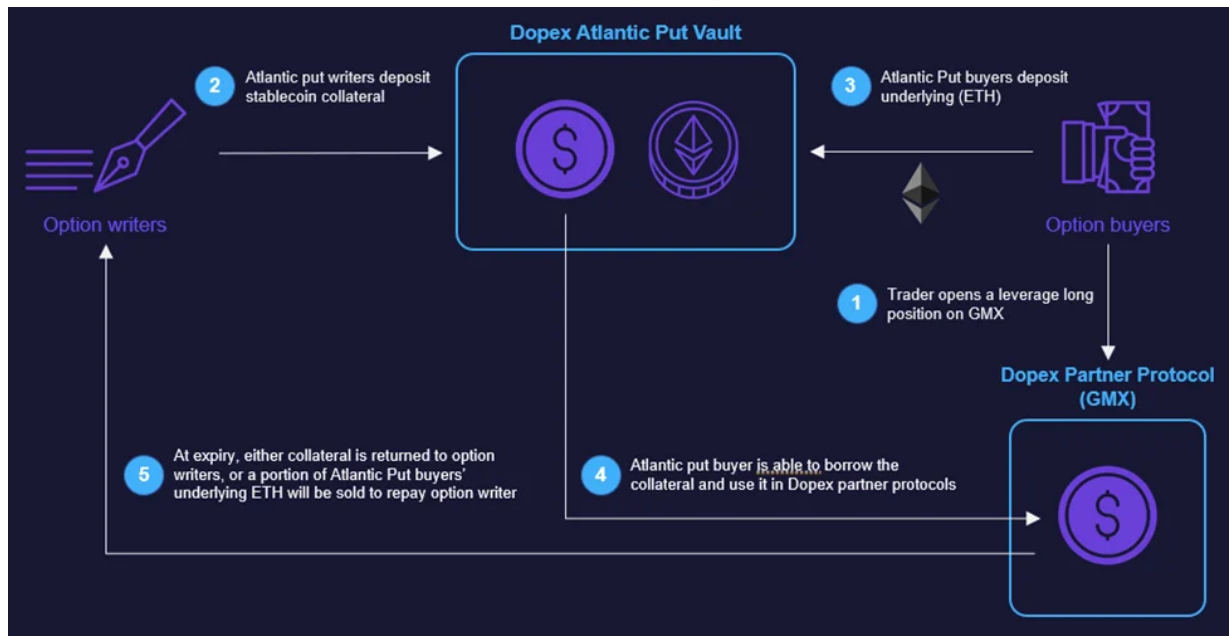 Dopex Atlantic Put Vault
2
Atlantic put writers deposit
stablecoin collateral
3
Atlantic Put buyers deposit
underlying (ETH)
$
Option writers
Option buyers
1
Trader opens a leverage long
position on GMX
Dopex Partner Protocol
(GMX)
5
At expiry, either collateral is returned to option
writers, or a portion of Atlantic Put buyers'
underlying ETH will be sold to repay option writer
4
Atlantic put buyer is able to borrow the
collateral and use it in Dopex partner protocols
$